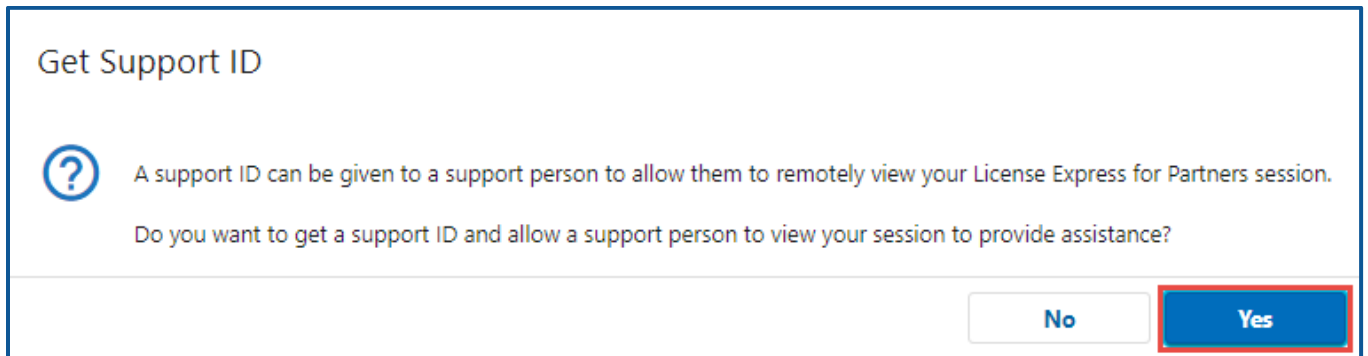 Get Support ID
A support ID can be given to a support person to allow them to remotely view your License Express for Partners session.
Do you want to get a support ID and allow a support person to view your session to provide assistance?
No
Yes